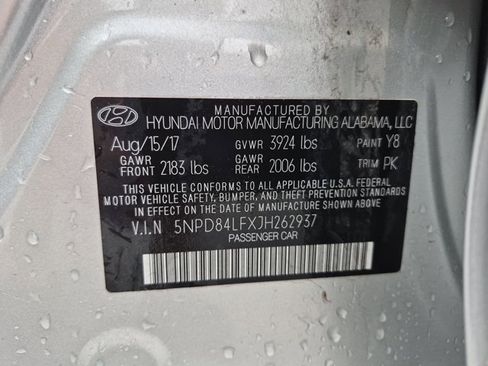 MANUFACTURED BY
HYUNDAI MOTOR MANUFACTURING ALABAMA, LLC
Aug/15/17 GVWR 3924 lbs PAINT Y8
GAWR FRONT 2183 lbs GAWR REAR 2006 lbs TRIM PK
THIS VEHICLE CONFORMS TO ALL APPLICABLE U.S.A. FEDERAL
MOTOR VEHICLE SAFETY, BUMPER, AND THEFT PREVENTION STANDARDS
IN EFFECT ON THE DATE OF MANUFACTURE SHOWN ABOVE.
V.I.N 5NPD84LFXJH262937
PASSENGER CAR